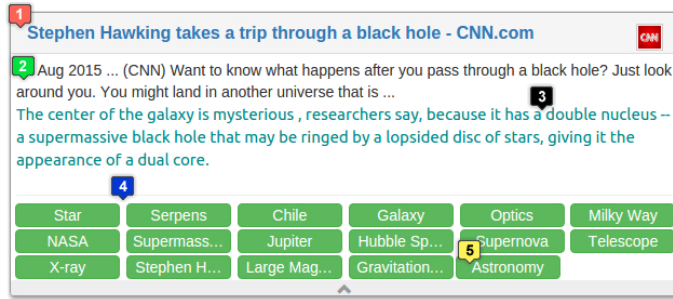 1
Stephen Hawking takes a trip through a black hole - CNN.com
CNN
2
Aug 2015 ... (CNN) Want to know what happens after you pass through a black hole? Just look
around you. You might land in another universe that is ...
3
The center of the galaxy is mysterious , researchers say, because it has a double nucleus --
a supermassive black hole that may be ringed by a lopsided disc of stars, giving it the
appearance of a dual core.
4
Star Serpens Chile Galaxy Optics Milky Way
NASA Supermass... Jupiter Hubble Sp... Supernova Telescope
5
X-ray Stephen H... Large Mag... Gravitation... Astronomy